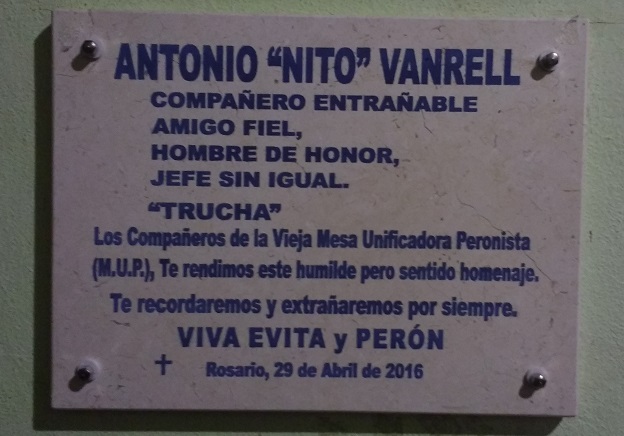 ANTONIO “NITO” VANRELL
COMPAÑERO ENTRAÑABLE
AMIGO FIEL,
HOMBRE DE HONOR,
JEFE SIN IGUAL.
“TRUCHA”
Los Compañeros de la Vieja Mesa Unificadora Peronista
(M.U.P.), Te rendimos este humilde pero sentido homenaje.
Te recordaremos y extrañaremos por siempre.
VIVA EVITA y PERÓN
✝ Rosario, 29 de Abril de 2016